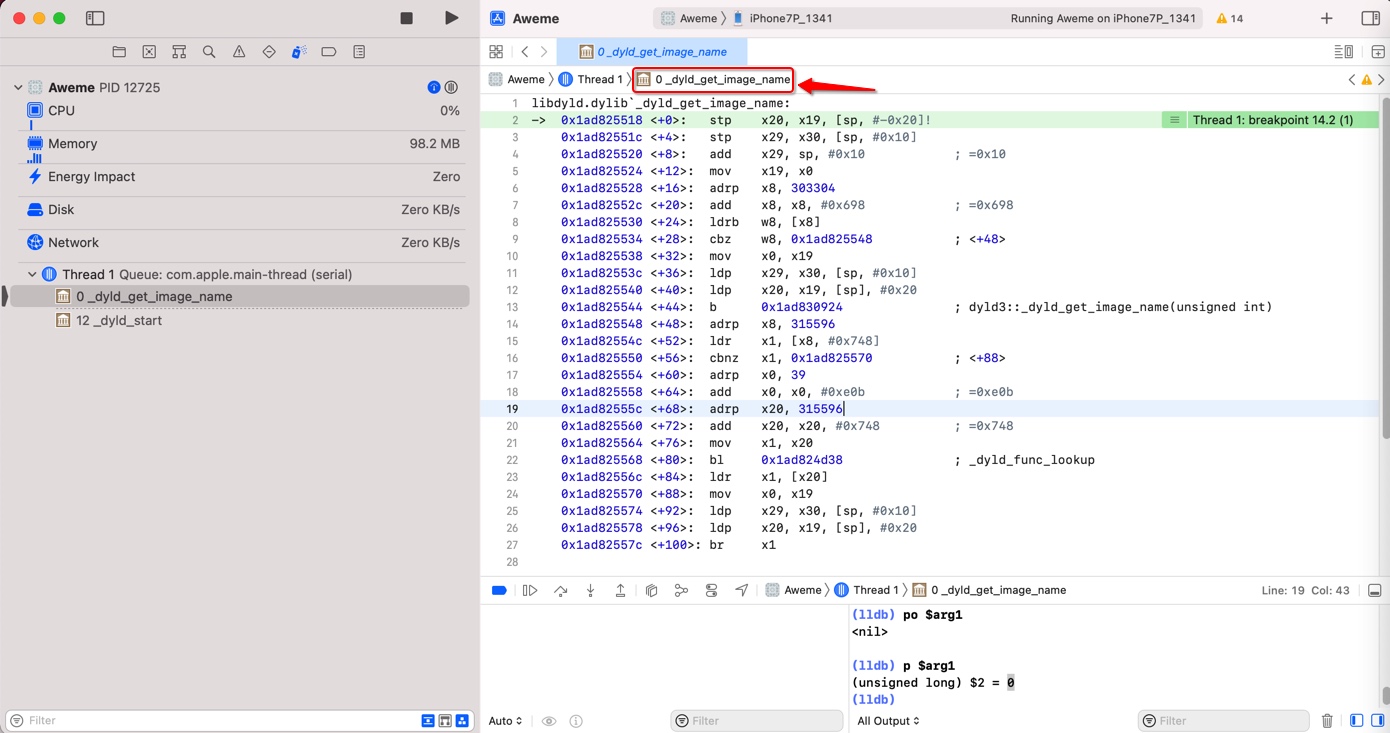 Aweme
Aweme
iPhone7P_1341
Running Aweme on iPhone7P_1341
14
0 _dyld_get_image_name
Aweme
Thread 1
0 _dyld_get_image_name
Aweme PID 12725
CPU 0%
Memory 98.2 MB
Energy Impact Zero
Disk Zero KB/s
Network Zero KB/s
Thread 1 Queue: com.apple.main-thread (serial)
0 _dyld_get_image_name
12 _dyld_start
1 libdyld.dylib`_dyld_get_image_name:
2 -> 0x1ad825518 <+0>: stp x20, x19, [sp, #-0x20]! Thread 1: breakpoint 14.2 (1)
3 0x1ad82551c <+4>: stp x29, x30, [sp, #0x10]
4 0x1ad825520 <+8>: add x29, sp, #0x10 ; =0x10
5 0x1ad825524 <+12>: mov x19, x0
6 0x1ad825528 <+16>: adrp x8, 303304
7 0x1ad82552c <+20>: add x8, x8, #0x698 ; =0x698
8 0x1ad825530 <+24>: ldrb w8, [x8]
9 0x1ad825534 <+28>: cbz w8, 0x1ad825548 ; <+48>
10 0x1ad825538 <+32>: mov x0, x19
11 0x1ad82553c <+36>: ldp x29, x30, [sp, #0x10]
12 0x1ad825540 <+40>: ldp x20, x19, [sp], #0x20
13 0x1ad825544 <+44>: b 0x1ad830924 ; dyld3::_dyld_get_image_name(unsigned int)
14 0x1ad825548 <+48>: adrp x8, 315596
15 0x1ad82554c <+52>: ldr x1, [x8, #0x748]
16 0x1ad825550 <+56>: cbnz x1, 0x1ad825570 ; <+88>
17 0x1ad825554 <+60>: adrp x0, 39
18 0x1ad825558 <+64>: add x0, x0, #0xe0b ; =0xe0b
19 0x1ad82555c <+68>: adrp x20, 315596
20 0x1ad825560 <+72>: add x20, x20, #0x748 ; =0x748
21 0x1ad825564 <+76>: mov x1, x20
22 0x1ad825568 <+80>: bl 0x1ad824d38 ; _dyld_func_lookup
23 0x1ad82556c <+84>: ldr x1, [x20]
24 0x1ad825570 <+88>: mov x0, x19
25 0x1ad825574 <+92>: ldp x29, x30, [sp, #0x10]
26 0x1ad825578 <+96>: ldp x20, x19, [sp], #0x20
27 0x1ad82557c <+100>: br x1
28
Aweme
Thread 1
0 _dyld_get_image_name
Line: 19 Col: 43
(lldb) po $arg1
<nil>
(lldb) p $arg1
(unsigned long) $2 = 0
(lldb)
Filter
Auto
Filter
All Output
Filter